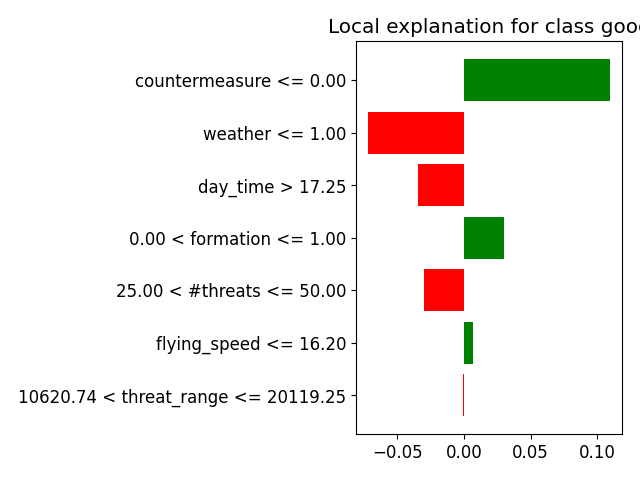 Local explanation for class good
countermeasure <= 0.00
weather <= 1.00
day_time > 17.25
0.00 < formation <= 1.00
25.00 < #threats <= 50.00
flying_speed <= 16.20
10620.74 < threat_range <= 20119.25
−0.05 0.00 0.05 0.10